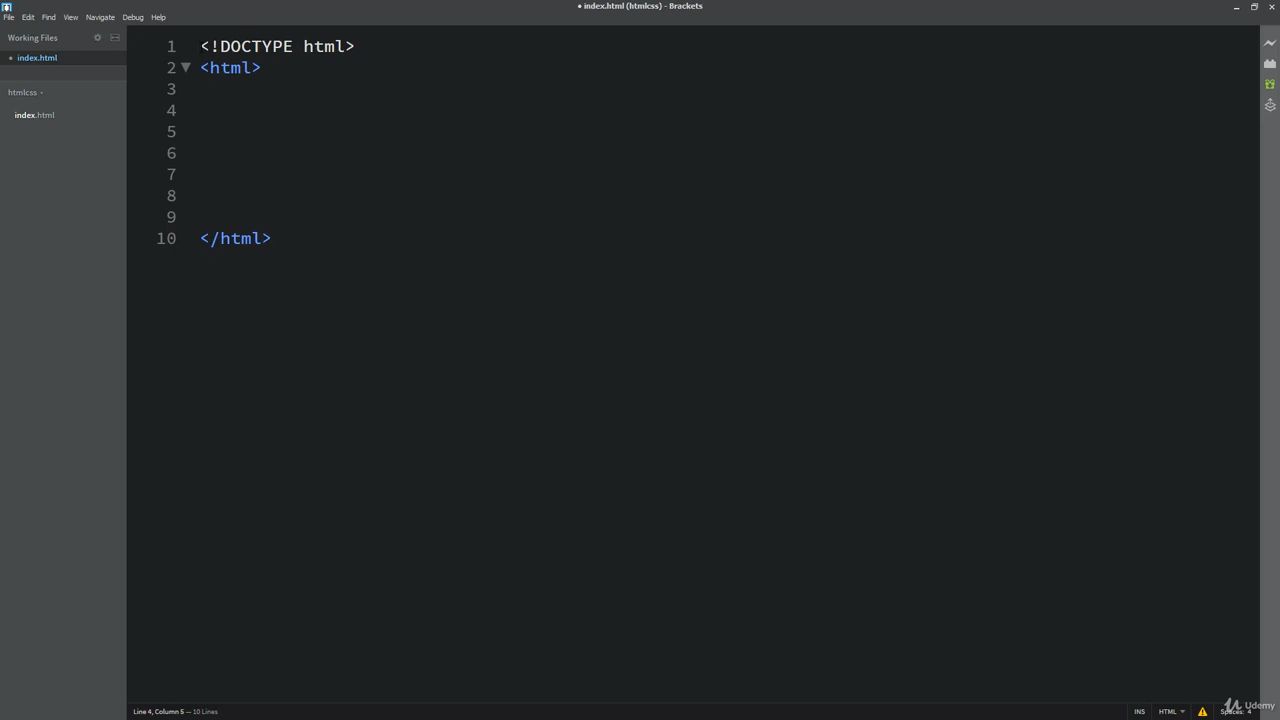 • index.html (htmlcss) - Brackets
File Edit Find View Navigate Debug Help
Working Files
• index.html
htmlcss
index.html
1 <!DOCTYPE html>
2 <html>
3
4
5
6
7
8
9
10 </html>
Line 4, Column 5 — 10 Lines
INS HTML Spaces: 4
Udemy